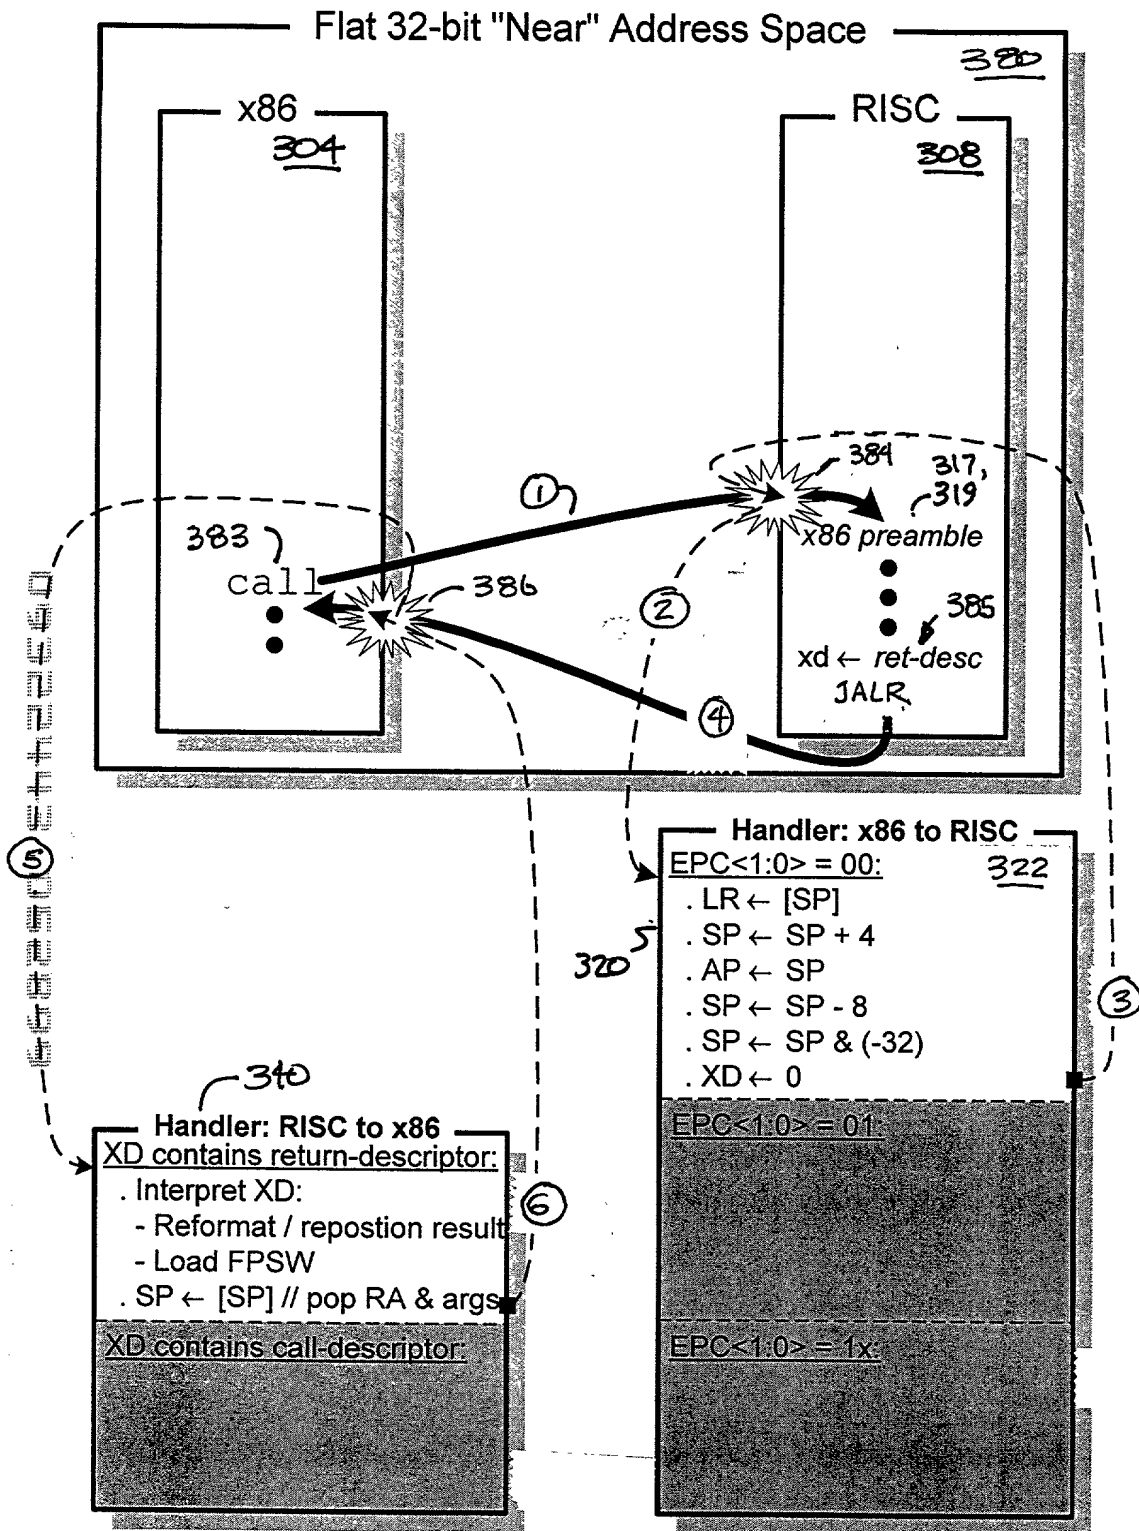 Flat 32-bit "Near" Address Space
380
x86
304
RISC
308
384
317,
319
①
x86 preamble
383
call
386
②
385
xd ← ret-desc
JALR
④
Handler: x86 to RISC
⑤
EPC<1:0> = 00:
322
. LR ← [SP]
. SP ← SP + 4
320
. AP ← SP
. SP ← SP - 8
③
. SP ← SP & (-32)
. XD ← 0
340
Handler: RISC to x86
EPC<1:0> = 01:
XD contains return-descriptor:
. Interpret XD:
⑥
- Reformat / repostion result
- Load FPSW
. SP ← [SP] // pop RA & args
XD contains call-descriptor:
EPC<1:0> = 1x: